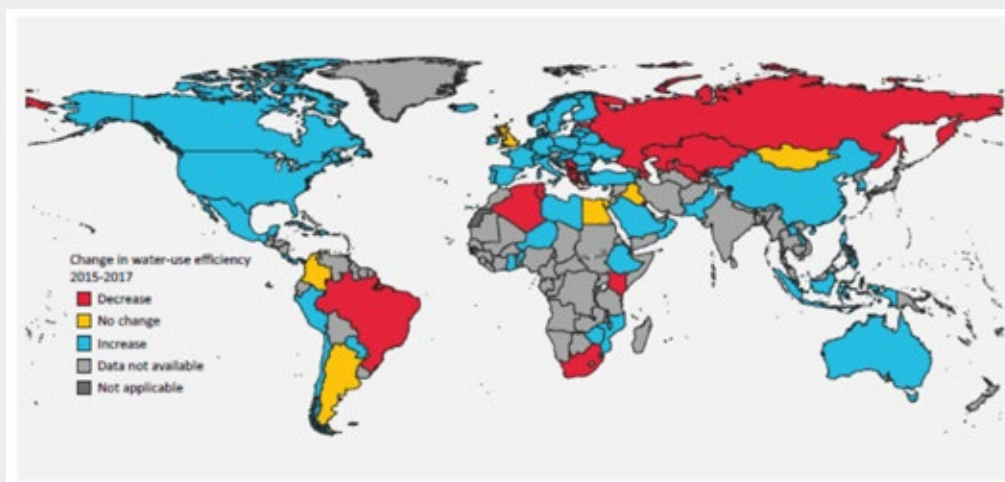 Change in water-use efficiency
2015-2017
Decrease
No change
Increase
Data not available
Not applicable